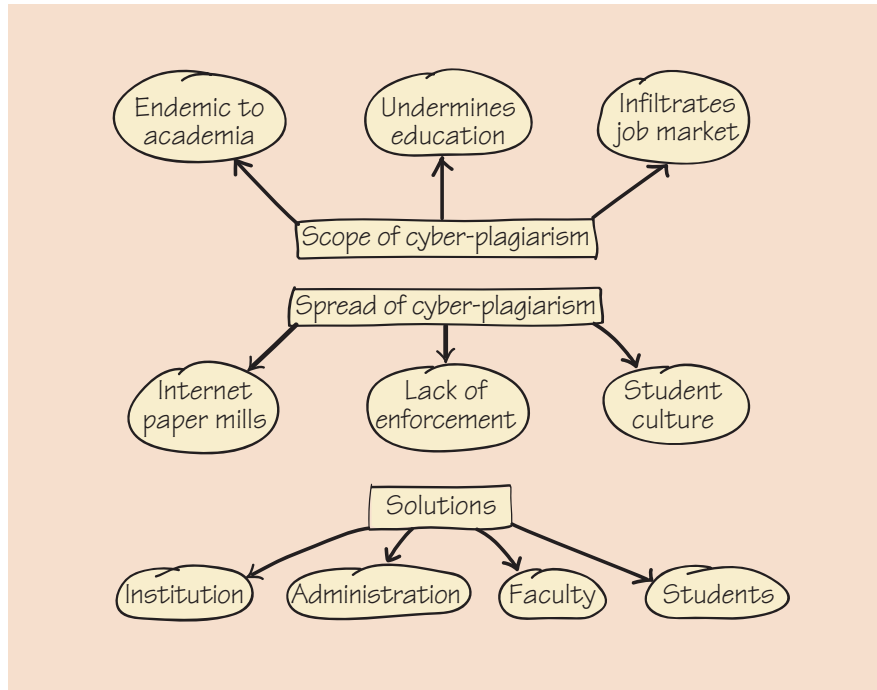 Endemic to
academia
Undermines
education
Infiltrates
job market
Scope of cyber-plagiarism
Spread of cyber-plagiarism
Internet
paper mills
Lack of
enforcement
Student
culture
Solutions
Institution
Administration
Faculty
Students